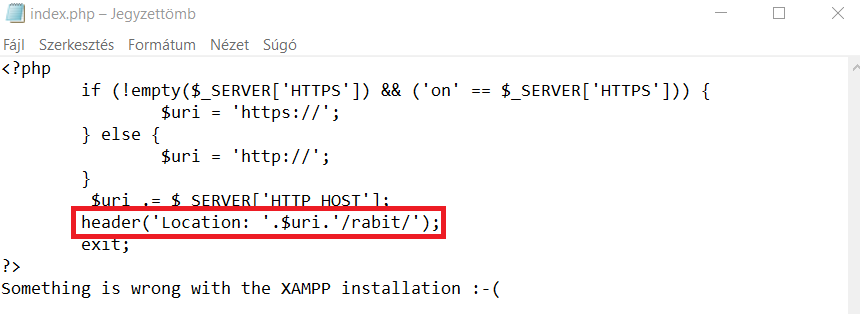 index.php – Jegyzettömb
Fájl Szerkesztés Formátum Nézet Súgó
<?php
        if (!empty($_SERVER['HTTPS']) && ('on' == $_SERVER['HTTPS'])) {
                $uri = 'https://';
        } else {
                $uri = 'http://';
        }
         $uri .= $_SERVER['HTTP_HOST'];
        header('Location: '.$uri.'/rabit/');
        exit;
?>
Something is wrong with the XAMPP installation :-(